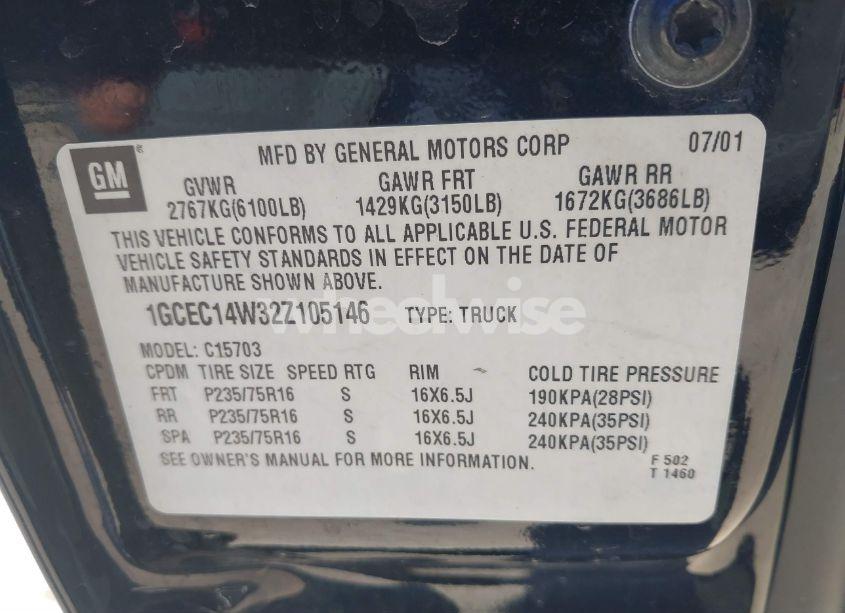 GM
MFD BY GENERAL MOTORS CORP 07/01
GVWR GAWR FRT GAWR RR
2767KG(6100LB) 1429KG(3150LB) 1672KG(3686LB)
THIS VEHICLE CONFORMS TO ALL APPLICABLE U.S. FEDERAL MOTOR
VEHICLE SAFETY STANDARDS IN EFFECT ON THE DATE OF
MANUFACTURE SHOWN ABOVE.
1GCEC14W32Z105146 TYPE: TRUCK
wheelwise
MODEL: C15703
CPDM TIRE SIZE SPEED RTG RIM COLD TIRE PRESSURE
FRT P235/75R16 S 16X6.5J 190KPA(28PSI)
RR P235/75R16 S 16X6.5J 240KPA(35PSI)
SPA P235/75R16 S 16X6.5J 240KPA(35PSI)
SEE OWNER'S MANUAL FOR MORE INFORMATION.
F 502
T 1460